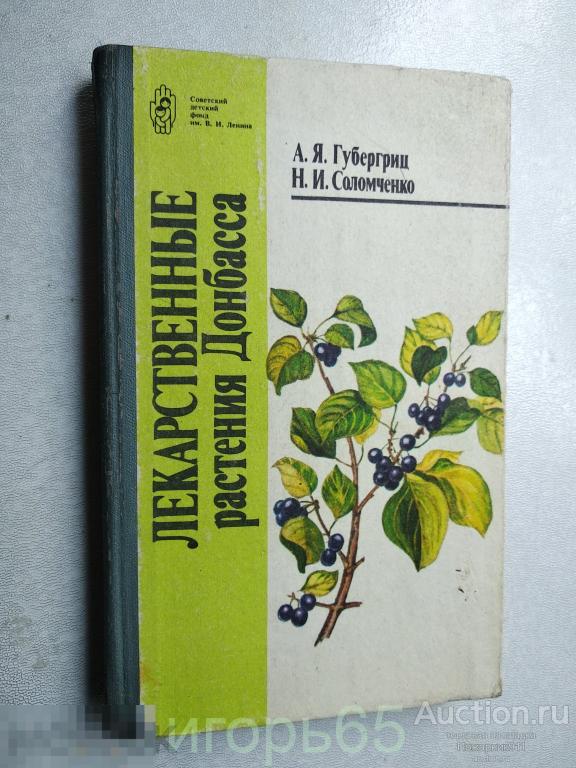 Советский
детский
фонд
им. В. И. Ленина
А. Я. Губергриц
Н. И. Соломченко
ЛЕКАРСТВЕННЫЕ
растения Донбасса
игорь65
Auction.ru